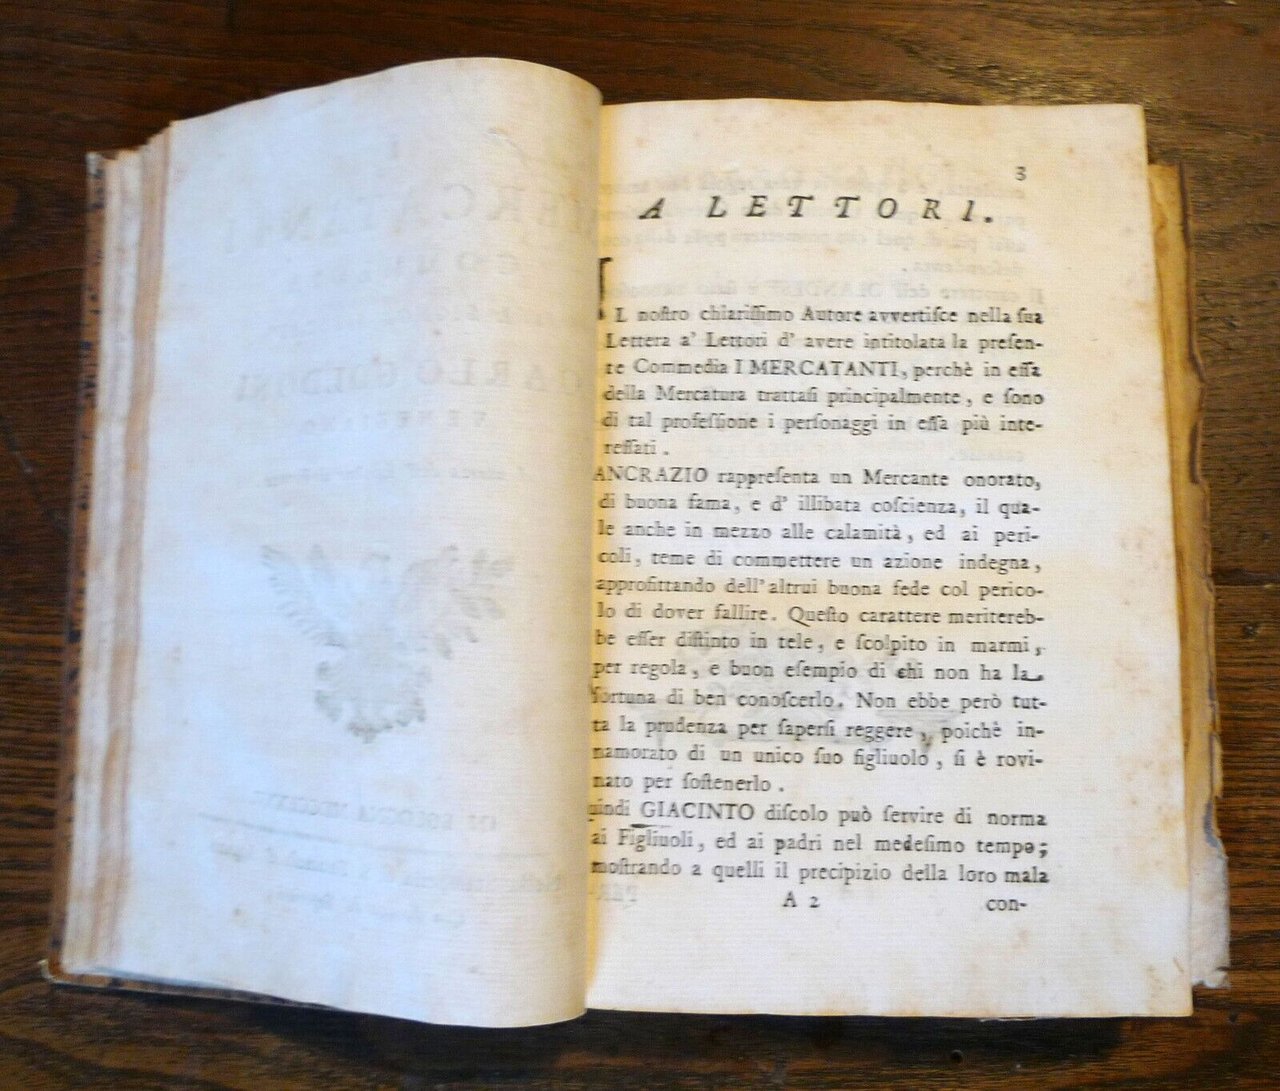 3
A LETTORI.
IL nostro chiarissimo Autore avvertisce nella sua
Lettera a' Lettori d' avere intitolata la presen-
te Commedia I MERCATANTI, perchè in essa
della Mercatura trattasi principalmente, e sono
di tal professione i personaggi in essa più inte-
ressati.
ANCRAZIO rappresenta un Mercante onorato,
di buona fama, e d' illibata coscienza, il qua-
le anche in mezzo alle calamità, ed ai peri-
coli, teme di commettere un azione indegna,
approfittando dell' altrui buona fede col perico-
lo di dover fallire. Questo carattere meritereb-
be esser distinto in tele, e scolpito in marmi,
per regola, e buon esempio di chi non ha la
fortuna di ben conoscerlo. Non ebbe però tut-
ta la prudenza per sapersi reggere, poichè in-
namorato di un unico suo figliuolo, si è rovi-
nato per sostenerlo.
uindi GIACINTO discolo può servire di norma
ai Figliuoli, ed ai padri nel medesimo tempo;
mostrando a quelli il precipizio della loro mala
A 2 con-